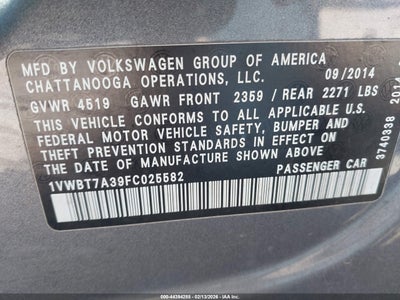 MFD BY VOLKSWAGEN GROUP OF AMERICA
CHATTANOOGA OPERATIONS, LLC. 09/2014
GVWR 4519 GAWR FRONT 2359 / REAR 2271 LBS
THIS VEHICLE CONFORMS TO ALL APPLICABLE U.S.
FEDERAL MOTOR VEHICLE SAFETY, BUMPER AND
THEFT PREVENTION STANDARDS IN EFFECT ON THE
DATE OF MANUFACTURE SHOWN ABOVE.
1VWBT7A39FC025582 PASSENGER CAR
3740338 2014
000-44394285 - 02/13/2026 - IAA, Inc.